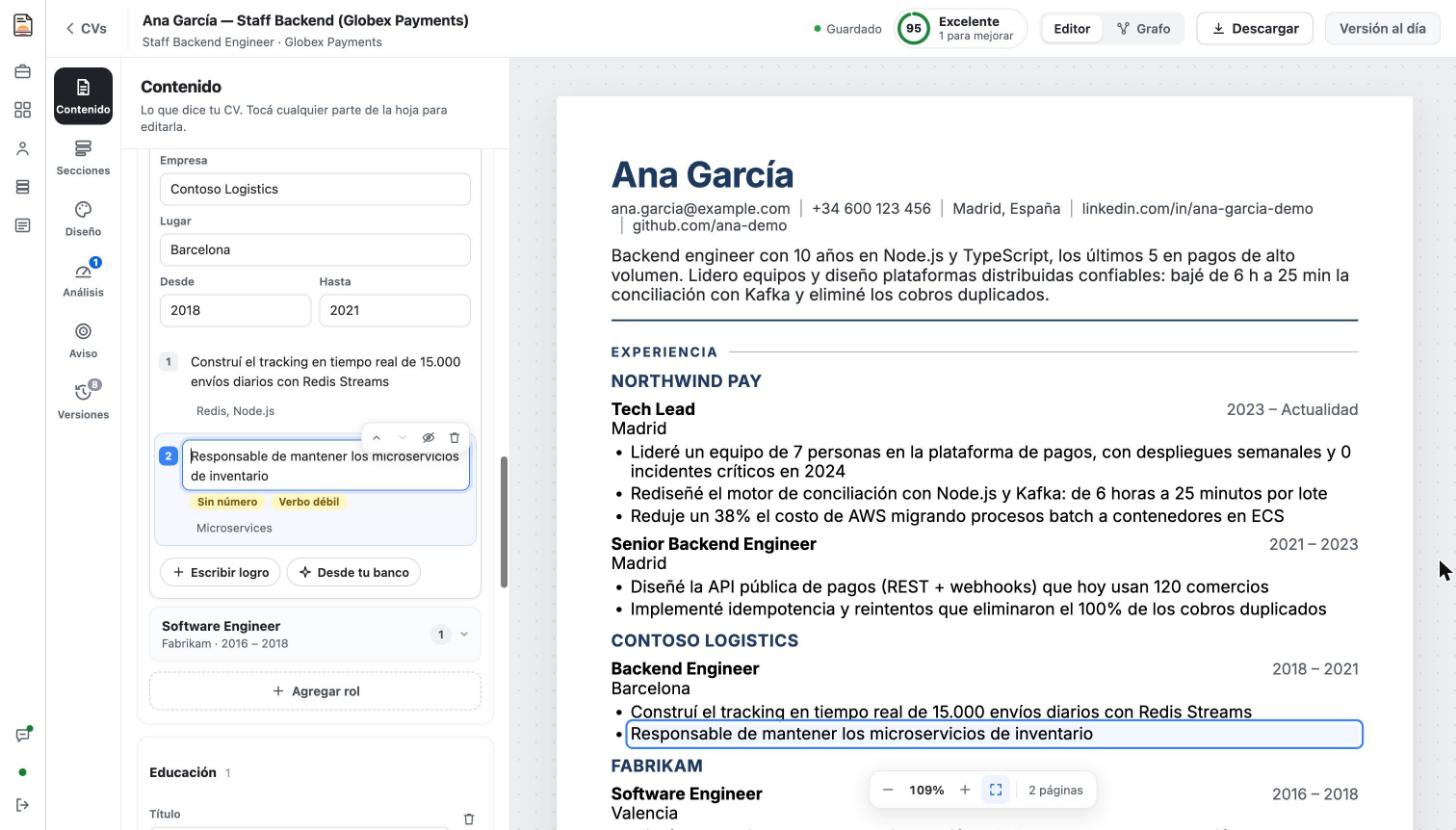 CVs
Ana García — Staff Backend (Globex Payments)
Staff Backend Engineer · Globex Payments
Guardado
95
Excelente
1 para mejorar
Editor
Grafo
Descargar
Versión al día
Contenido
Secciones
Diseño
1
Análisis
Aviso
8
Versiones
Contenido
Lo que dice tu CV. Tocá cualquier parte de la hoja para
editarla.
Empresa
Contoso Logistics
Lugar
Barcelona
Desde
Hasta
2018
2021
1
Construí el tracking en tiempo real de 15.000
envíos diarios con Redis Streams
Redis, Node.js
2
Responsable de mantener los microservicios
de inventario
Sin número
Verbo débil
Microservices
Escribir logro
Desde tu banco
Software Engineer
Fabrikam · 2016 – 2018
1
Agregar rol
Educación 1
Título
Ana García
ana.garcia@example.com | +34 600 123 456 | Madrid, España | linkedin.com/in/ana-garcia-demo
| github.com/ana-demo
Backend engineer con 10 años en Node.js y TypeScript, los últimos 5 en pagos de alto
volumen. Lidero equipos y diseño plataformas distribuidas confiables: bajé de 6 h a 25 min la
conciliación con Kafka y eliminé los cobros duplicados.
EXPERIENCIA
NORTHWIND PAY
Tech Lead 2023 – Actualidad
Madrid
• Lideré un equipo de 7 personas en la plataforma de pagos, con despliegues semanales y 0
incidentes críticos en 2024
• Rediseñé el motor de conciliación con Node.js y Kafka: de 6 horas a 25 minutos por lote
• Reduje un 38% el costo de AWS migrando procesos batch a contenedores en ECS
Senior Backend Engineer 2021 – 2023
Madrid
• Diseñé la API pública de pagos (REST + webhooks) que hoy usan 120 comercios
• Implementé idempotencia y reintentos que eliminaron el 100% de los cobros duplicados
CONTOSO LOGISTICS
Backend Engineer 2018 – 2021
Barcelona
• Construí el tracking en tiempo real de 15.000 envíos diarios con Redis Streams
• Responsable de mantener los microservicios de inventario
FABRIKAM
Software Engineer 2016 – 2018
Valencia
109%
2 páginas